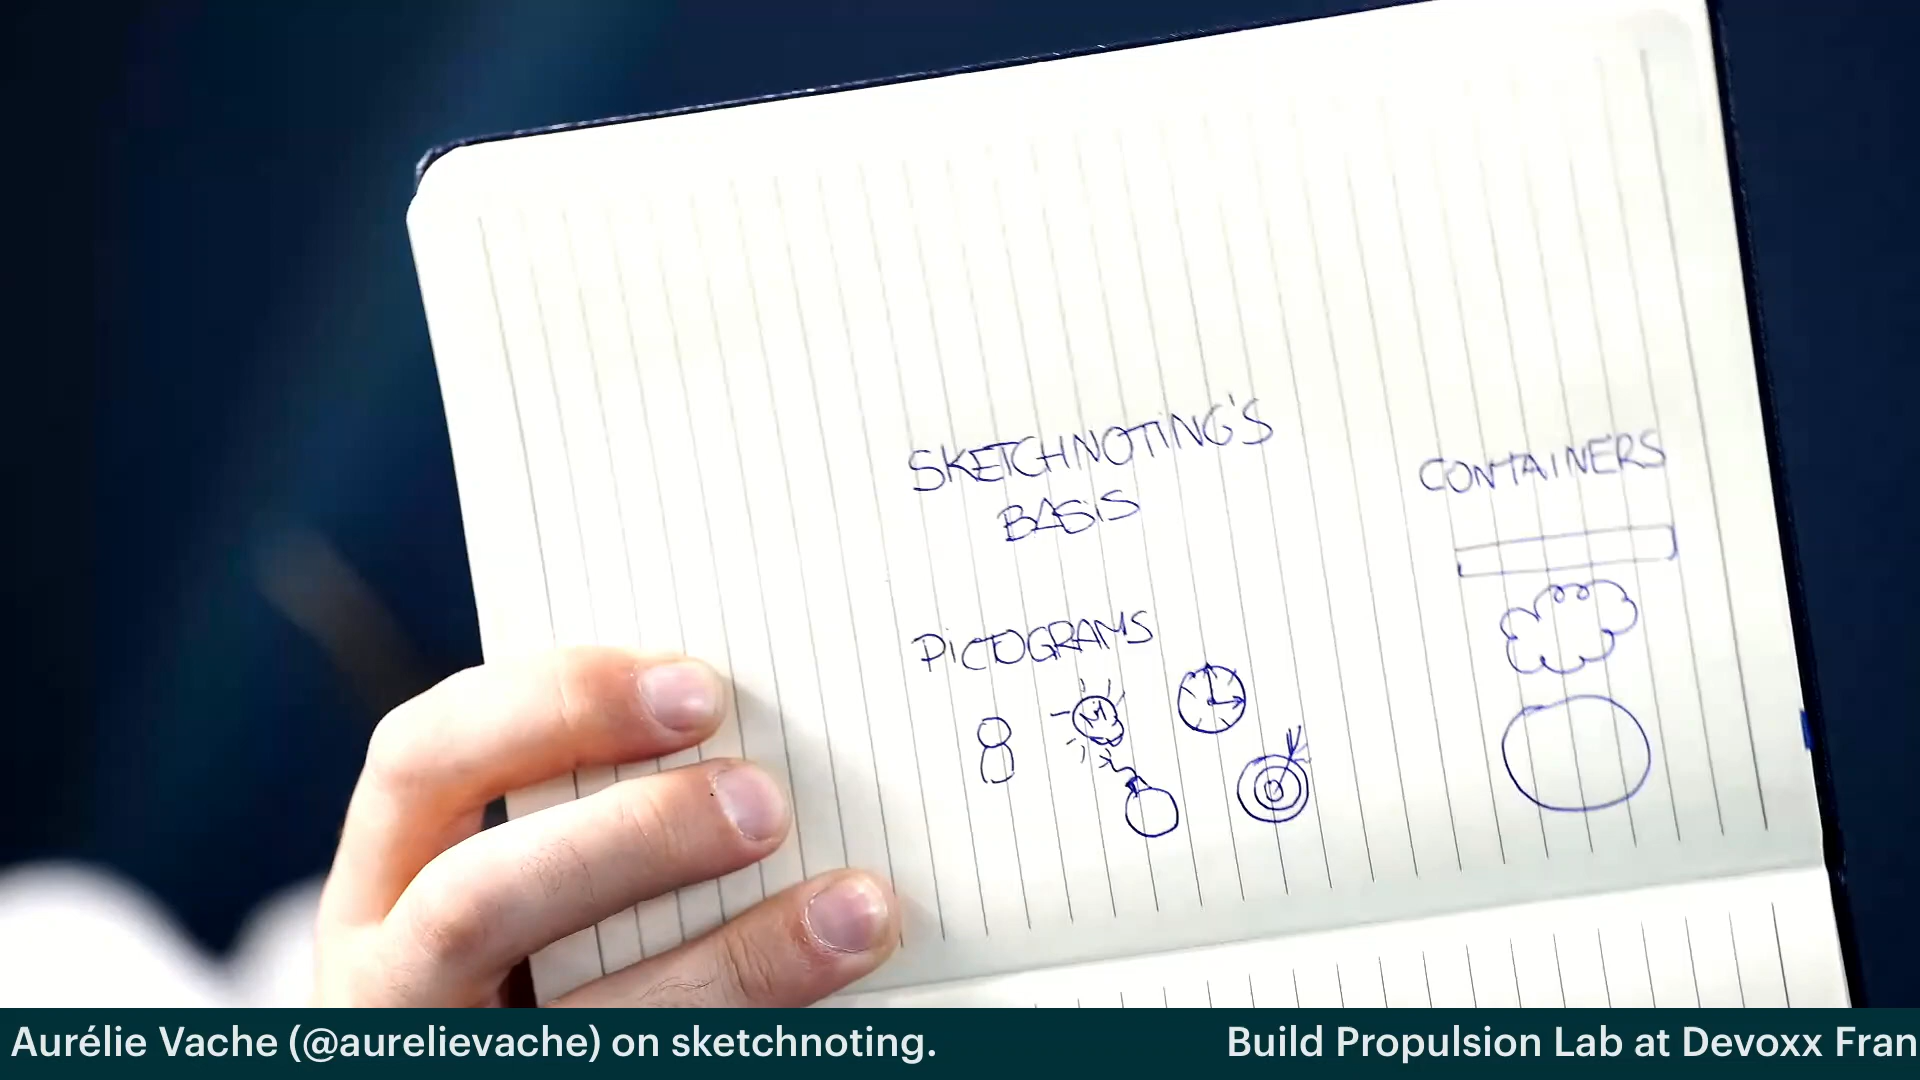 SKETCHNOTiNG'S
BASiS
CONTAiNERS
PiCTOGRAMS
Aurélie Vache (@aurelievache) on sketchnoting.
Build Propulsion Lab at Devoxx Fran